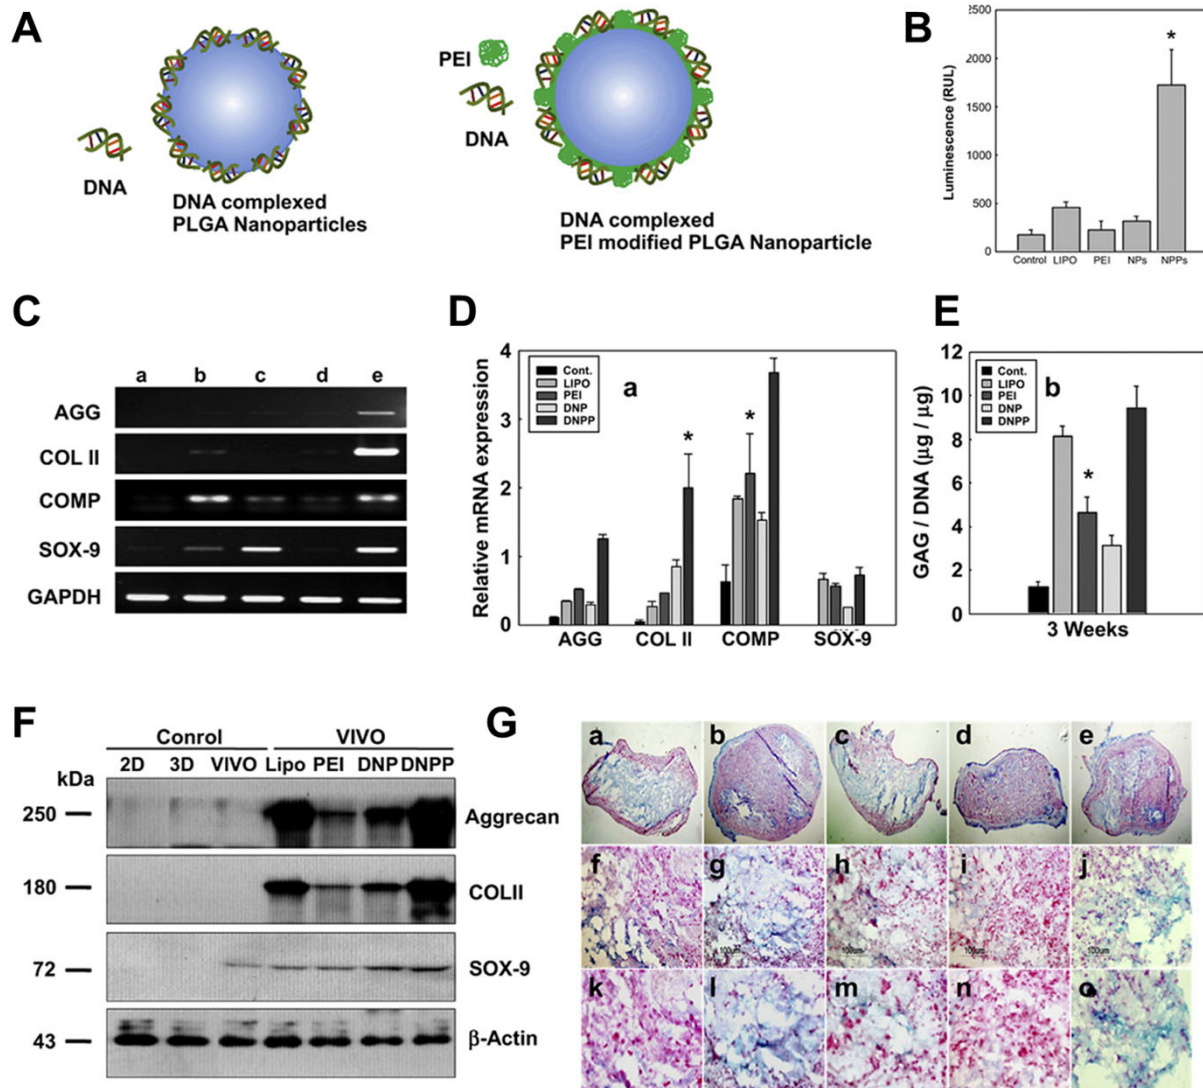 A
DNA
DNA complexed
PLGA Nanoparticles
PEI
DNA
DNA complexed
PEI modified PLGA Nanoparticle
B
Luminescence (RUL)
2500
2000
1500
1000
500
0
*
Control LIPO PEI NPs NPPs
C
a b c d e
AGG
COL II
COMP
SOX-9
GAPDH
D
Relative mRNA expression
4
3
2
1
0
Cont.
LIPO
PEI
DNP
DNPP
a
*
*
AGG COL II COMP SOX-9
E
GAG / DNA (µg / µg)
12
10
8
6
4
2
0
Cont.
LIPO
PEI
DNP
DNPP
b
*
3 Weeks
F
Conrol VIVO
kDa 2D 3D VIVO Lipo PEI DNP DNPP
250 Aggrecan
180 COLII
72 SOX-9
43 β-Actin
G
a b c d e
f g h i j
100um 100um 100um 100um
k l m n o